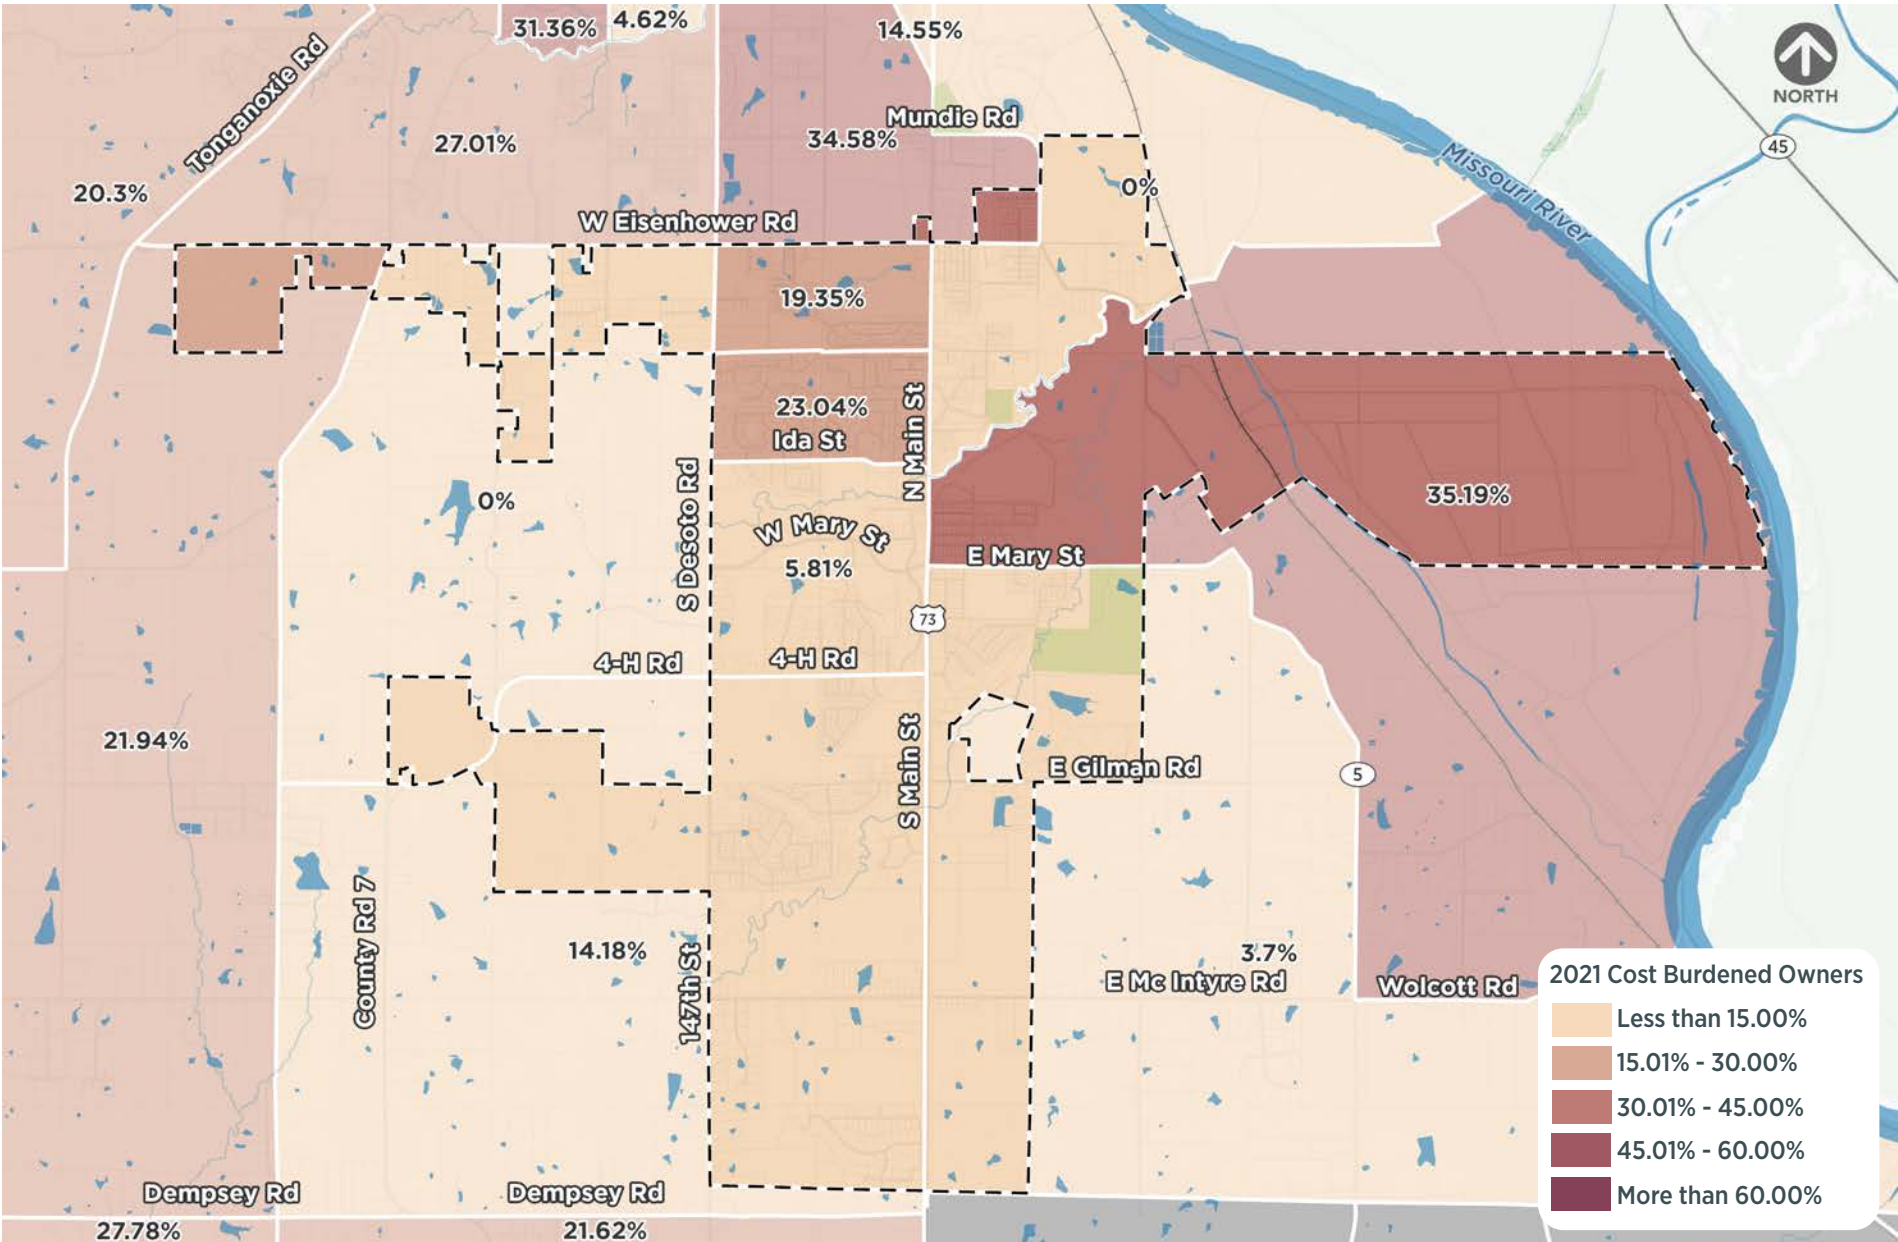 31.36%
4.62%
14.55%
Tonganoxie Rd
NORTH
Mundie Rd
27.01%
34.58%
45
20.3%
0%
Missouri River
W Eisenhower Rd
19.35%
23.04%
Ida St
N Main St
0%
S Desoto Rd
35.19%
W Mary St
5.81%
E Mary St
73
4-H Rd
4-H Rd
21.94%
S Main St
E Gilman Rd
5
County Rd 7
14.18%
147th St
3.7%
E Mc Intyre Rd
Wolcott Rd
2021 Cost Burdened Owners
Less than 15.00%
15.01% - 30.00%
30.01% - 45.00%
45.01% - 60.00%
More than 60.00%
Dempsey Rd
Dempsey Rd
27.78%
21.62%